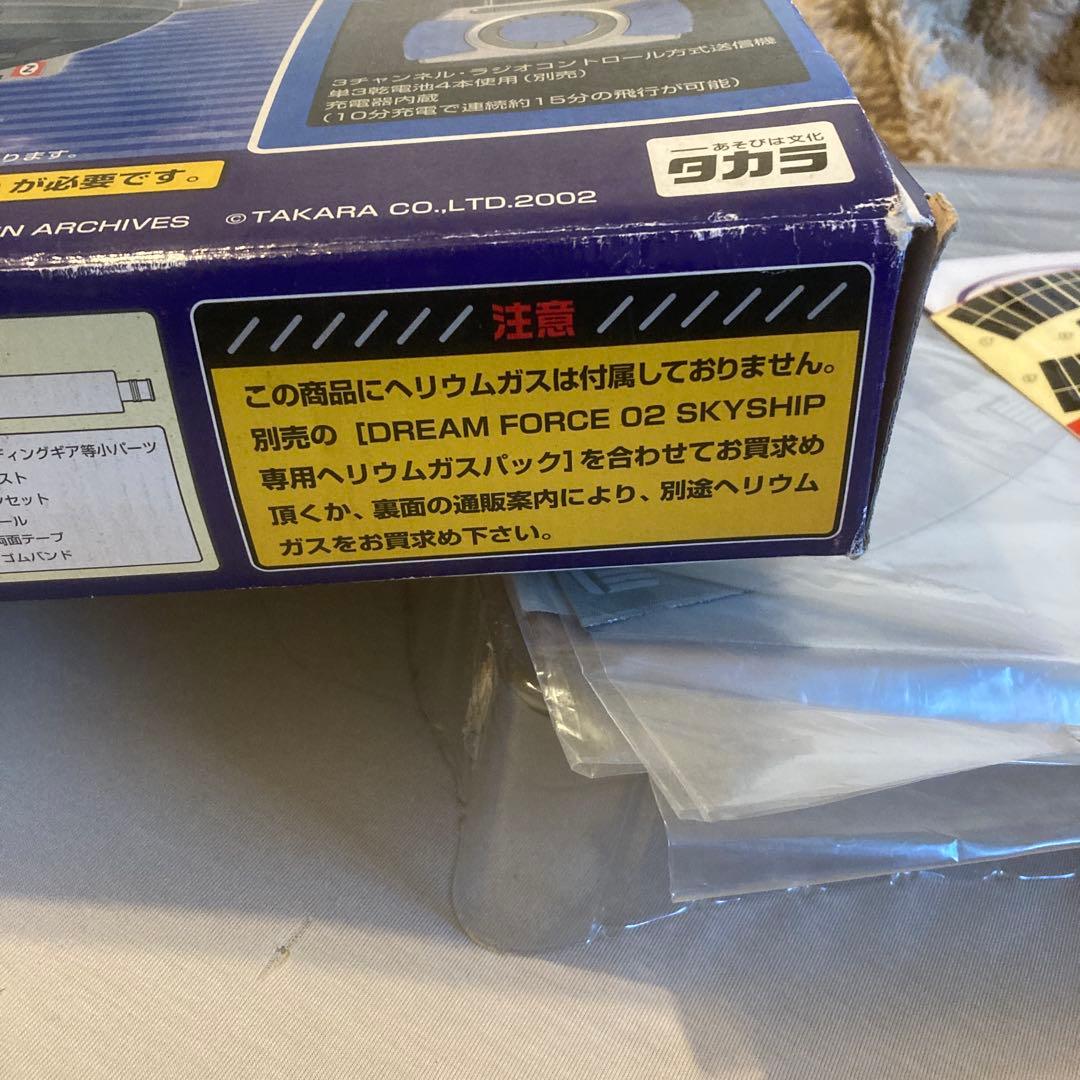 3チャンネル・ラジオコントロール方式送信機
単3乾電池4本使用(別売)
充電器内蔵
(10分充電で連続約15分の飛行が可能)
ります。
が必要です。
あそびは文化
タカラ
N ARCHIVES ©TAKARA CO.,LTD.2002
注意
この商品にヘリウムガスは付属しておりません。
別売の [DREAM FORCE 02 SKYSHIP
専用ヘリウムガスパック]を合わせてお買求め
頂くか、裏面の通販案内により、別途ヘリウム
ガスをお買求め下さい。
ディングギア等小パーツ
スト
ンセット
ール
両面テープ
ゴムバンド